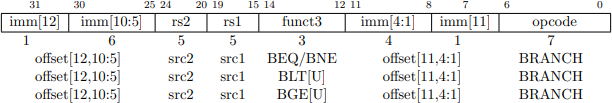 31 30 25 24 20 19 15 14 12 11 8 7 6 0
imm[12] imm[10:5] rs2 rs1 funct3 imm[4:1] imm[11] opcode
1 6 5 5 3 4 1 7
offset[12,10:5] src2 src1 BEQ/BNE offset[11,4:1] BRANCH
offset[12,10:5] src2 src1 BLT[U] offset[11,4:1] BRANCH
offset[12,10:5] src2 src1 BGE[U] offset[11,4:1] BRANCH